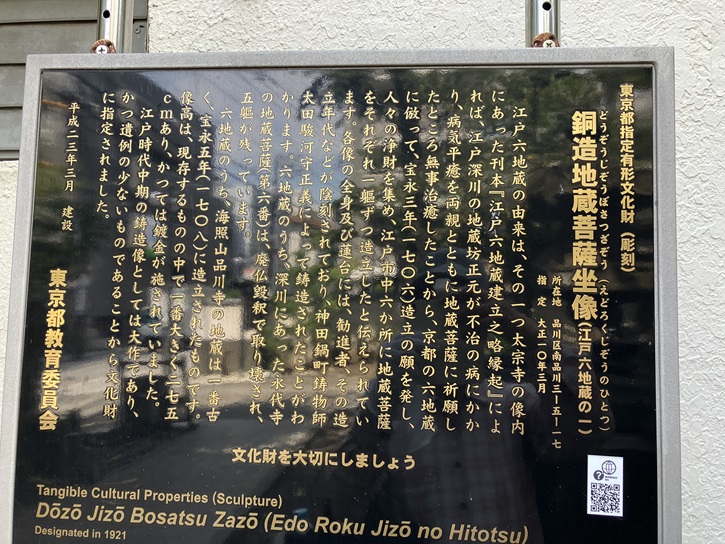 東京都指定有形文化財（彫刻）
どうぞうじぞうぼさつざぞう（えどろくじぞうのひとつ）
銅造地蔵菩薩坐像（江戸六地蔵の一）
所在地　品川区南品川三ー五ー一七
指　定　大正一〇年三月
江戸六地蔵の由来は、その一つ太宗寺の像内
にあった刊本『江戸六地蔵建立之略縁起』によ
れば、江戸深川の地蔵坊正元が不治の病にかか
り、病気平癒を両親とともに地蔵菩薩に祈願し
たところ無事治癒したことから、京都の六地蔵
に倣って、宝永三年（一七〇六）造立の願を発し、
人々の浄財を集め、江戸市中六か所に地蔵菩薩
をそれぞれ一軀ずつ造立したと伝えられてい
ます。各像の全身及び蓮台には、勧進者、その造
立年代などが陰刻されており、神田鍋町鋳物師
太田駿河守正義によって鋳造されたことがわ
かります。六地蔵のうち、深川にあった永代寺
の地蔵菩薩（第六番）は、廃仏毀釈で取り壊され、
五軀が残っています。
六地蔵のうち、海照山品川寺の地蔵は一番古
く、宝永五年（一七〇八）に造立されたものです。
像高は、現存するものの中で一番大きく二七五
cmあり、かつては鍍金が施されていました。
江戸時代中期の鋳造像としては大作であり、
かつ遺例の少ないものであることから文化財
に指定されました。
平成二三年三月　建設
東京都教育委員会
文化財を大切にしましょう
Tangible Cultural Properties (Sculpture)
Dōzō Jizō Bosatsu Zazō (Edo Roku Jizō no Hitotsu)
Designated in 1921